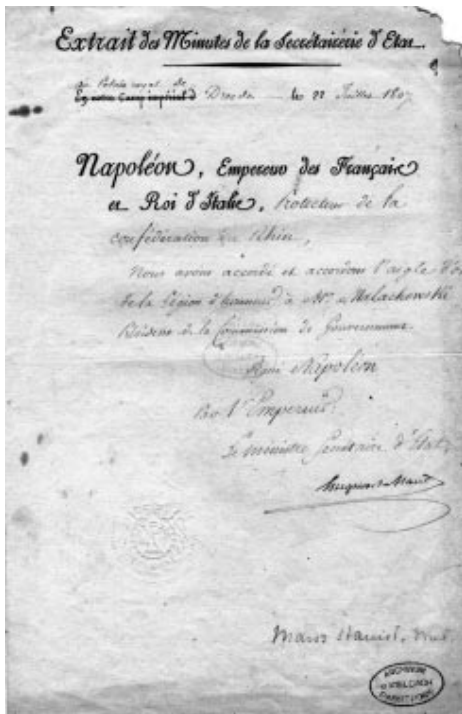 Extrait des Minutes de la Secrétairerie d'Etat.
au Palais royal de
En notre Camp impérial d Dresde le 22 Juillet 1807
Napoléon, Empereur des Français
et Roi d'Italie, Protecteur de la
confédération du Rhin,
Nous avons accordé et accordons l'aigle d'or
de la légion d'honneur à Mr. de Malachowski
Président de la Commission de Gouvernement.
Signé Napoléon
Par l'Empereur
Le ministre Secrétaire d'Etat